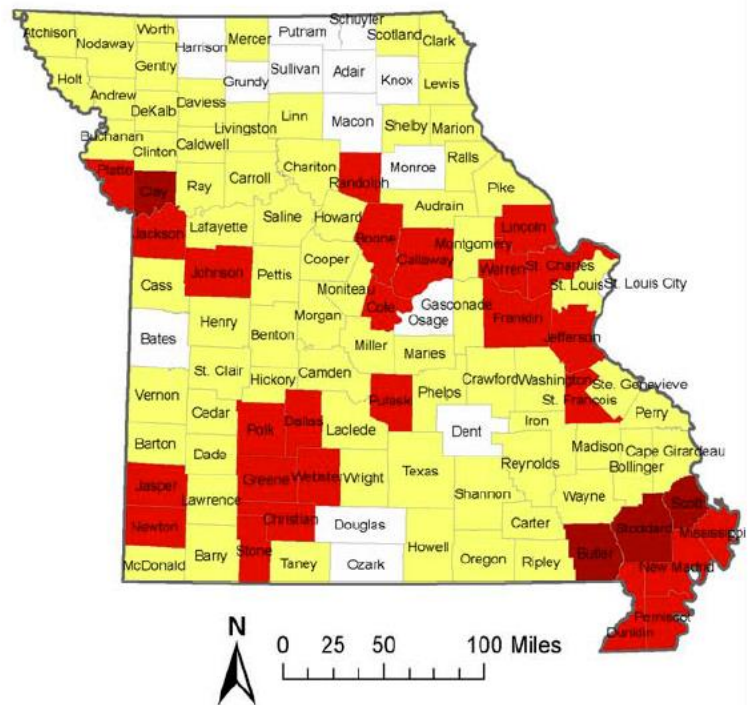 Schuyler
Atchison Nodaway Worth Harrison Mercer Putnam Scotland Clark
Gentry Sullivan Adair
Holt Andrew DeKalb Daviess Grundy Knox Lewis
Buchanan Clinton Caldwell Livingston Linn Macon Shelby Marion
Platte Clay Ray Carroll Chariton Randolph Monroe Ralls
Pike
Audrain
Jackson Lafayette Saline Howard Boone Callaway Montgomery Lincoln
Johnson Pettis Cooper Warren St. Charles
Cass Moniteau Cole Osage Gasconade Franklin St. Louis St. Louis City
Bates Henry Benton Morgan Miller Maries Jefferson
St. Clair Hickory Camden Pulask Phelps Crawford Washington Ste. Genevieve
Vernon Cedar Polk Dallas Laclede Dent Iron St. Francois Perry
Barton Dade Madison Cape Girardeau
Jasper Greene Webster Wright Texas Reynolds Bollinger
Lawrence Shannon Wayne Scott
Newton Christian Douglas Carter Butler Stoddard Mississippi
McDonald Barry Stone Taney Ozark Howell Oregon Ripley New Madrid
Pemiscot
Dunklin
N
0 25 50 100 Miles